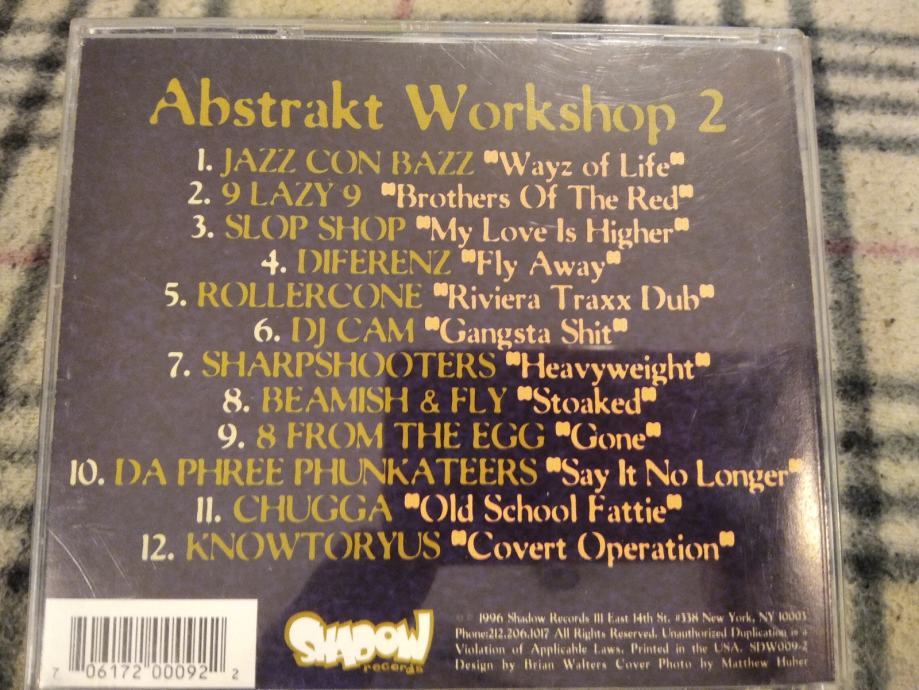 Abstrakt Workshop 2
1. JAZZ CON BAZZ "Wayz of Life"
2. 9 LAZY 9 "Brothers Of The Red"
3. SLOP SHOP "My Love Is Higher"
4. DIFERENZ "Fly Away"
5. ROLLERCONE "Riviera Traxx Dub"
6. DJ CAM "Gangsta Shit"
7. SHARPSHOOTERS "Heavyweight"
8. BEAMISH & FLY "Stoaked"
9. 8 FROM THE EGG "Gone"
10. DA PHREE PHUNKATEERS "Say It No Longer"
11. CHUGGA "Old School Fattie"
12. KNOWTORYUS "Covert Operation"
7 06172 00092 2
SHADOW
records
1996 Shadow Records 111 East 14th St. #338 New York, NY 10003
Phone:212.206.1017 All Rights Reserved. Unauthorized Duplication is a
Violation of Applicable Laws. Printed in the USA. SDW009-2
Design by Brian Walters Cover Photo by Matthew Huber